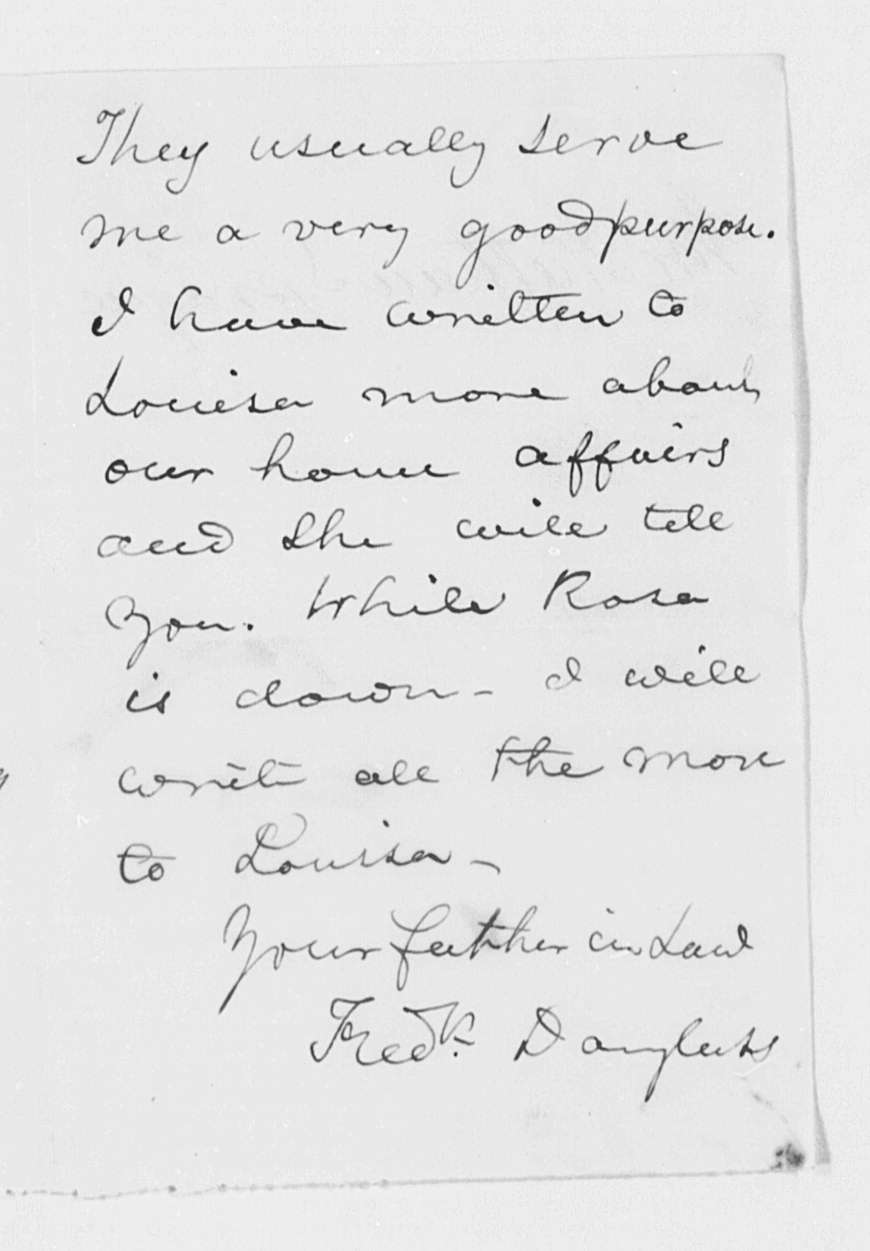 They usually serve
me a very good purpose.
I have written to
Louisa more about
our home affairs
and she will tell
you. While Rosa
is down - I will
write all the more
to Louisa -
Your father in Law
Fredk. Douglass